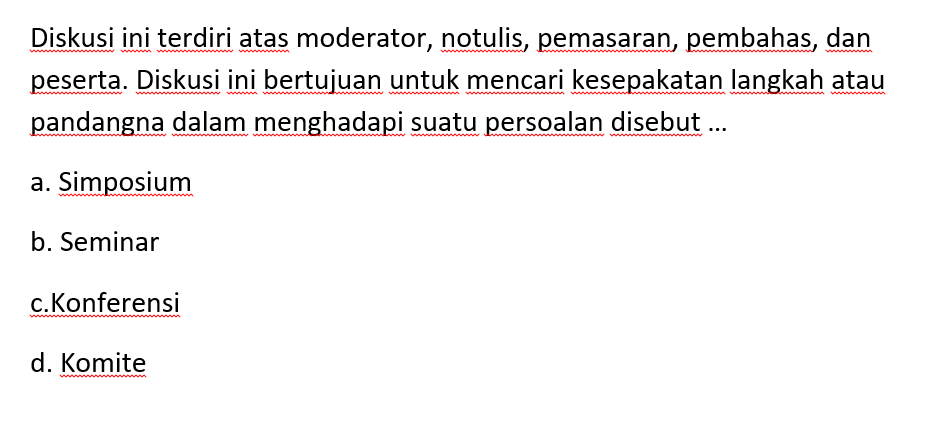 Diskusi ini terdiri atas moderator, notulis, pemasaran, pembahas, dan
peserta. Diskusi ini bertujuan untuk mencari kesepakatan langkah atau
pandangna dalam menghadapi suatu persoalan disebut ...
a. Simposium
b. Seminar
c.Konferensi
d. Komite